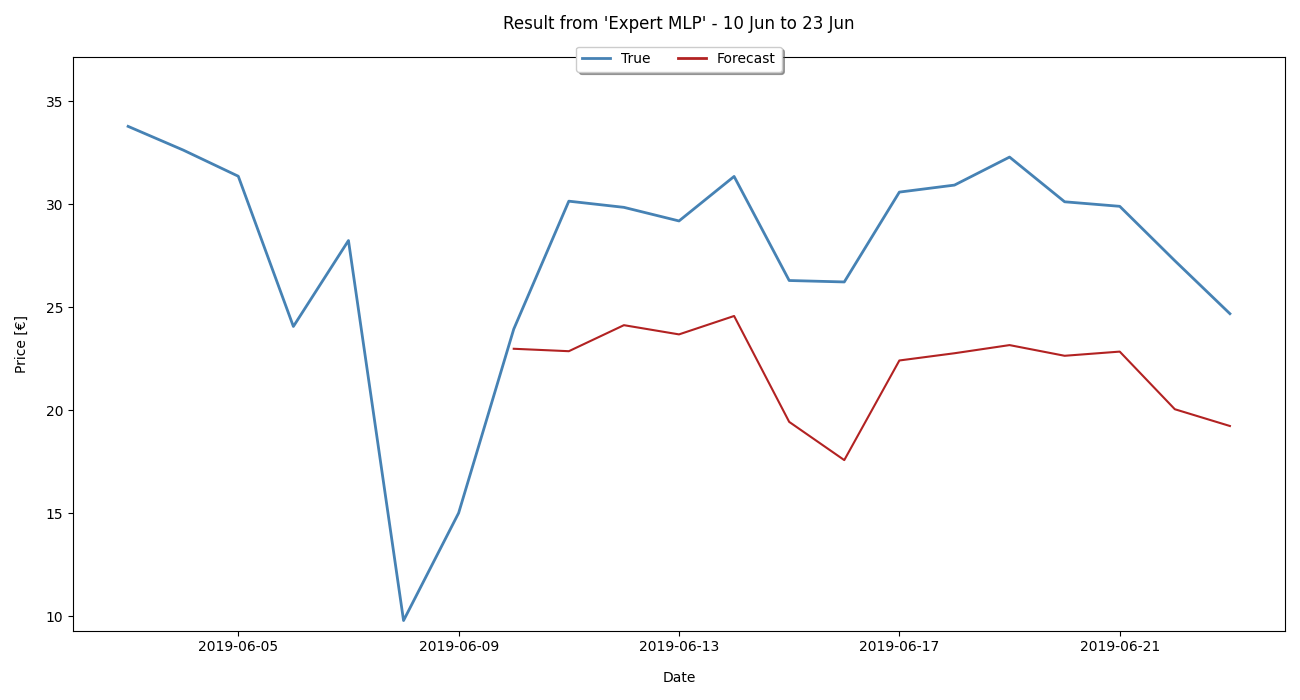 Result from 'Expert MLP' - 10 Jun to 23 Jun
True Forecast
Price [€]
35
30
25
20
15
10
2019-06-05 2019-06-09 2019-06-13 2019-06-17 2019-06-21
Date